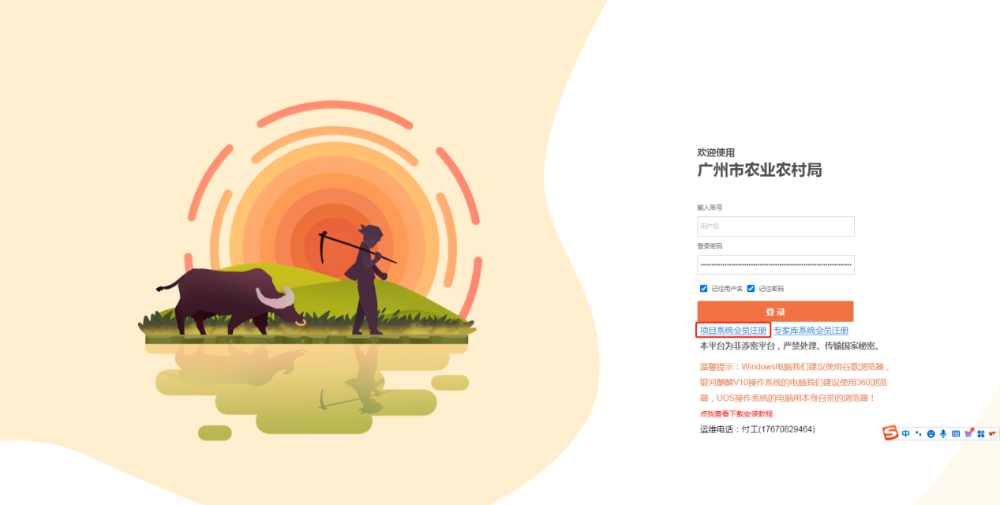 欢迎使用
广州市农业农村局
输入账号
用户名
登录密码
记住用户名 记住密码
登 录
项目系统会员注册 专家库系统会员注册
本平台为非涉密平台，严禁处理、传输国家秘密。
温馨提示：Windows电脑我们建议使用谷歌浏览器，
银河麒麟V10操作系统的电脑我们建议使用360浏览
器，UOS操作系统的电脑用本身自带的浏览器！
点我查看下载安装教程
运维电话：付工(17670829464)
S 中